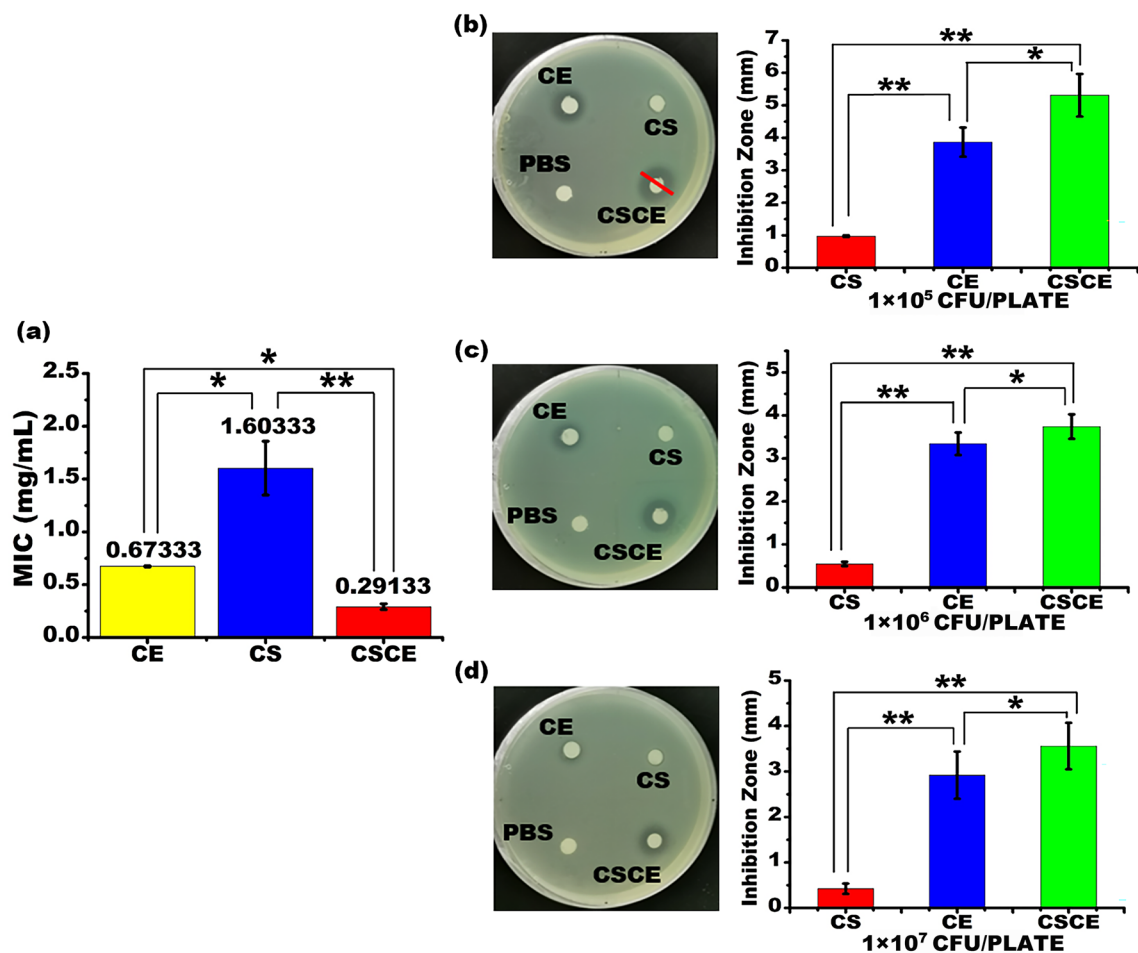 (a)
MIC (mg/mL)
2.5
2.0
1.5
1.0
0.5
0.0
*
* **
1.60333
0.67333
0.29133
CE CS CSCE
(b)
CE
CS
PBS
CSCE
Inhibition Zone (mm)
7
6
5
4
3
2
1
0
**
** *
CS CE CSCE
1×10⁵ CFU/PLATE
(c)
CE
CS
PBS
CSCE
Inhibition Zone (mm)
5
4
3
2
1
0
**
** *
CS CE CSCE
1×10⁶ CFU/PLATE
(d)
CE
CS
PBS
CSCE
Inhibition Zone (mm)
5
4
3
2
1
0
**
** *
CS CE CSCE
1×10⁷ CFU/PLATE